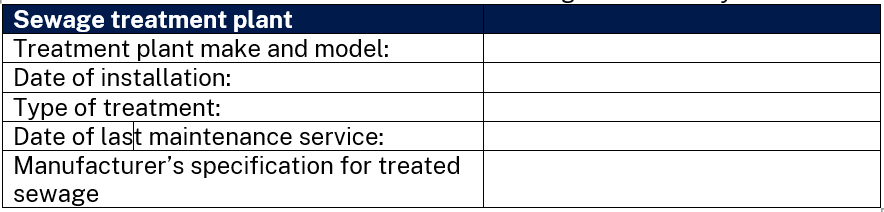 Sewage treatment plant
Treatment plant make and model:
Date of installation:
Type of treatment:
Date of last maintenance service:
Manufacturer’s specification for treated
sewage